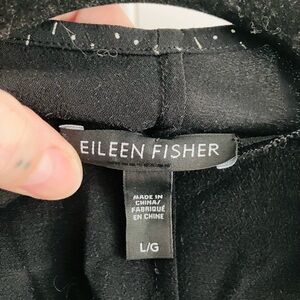 EILEEN FISHER
MADE IN
CHINA/
FABRIQUÉ
EN CHINE
L/G